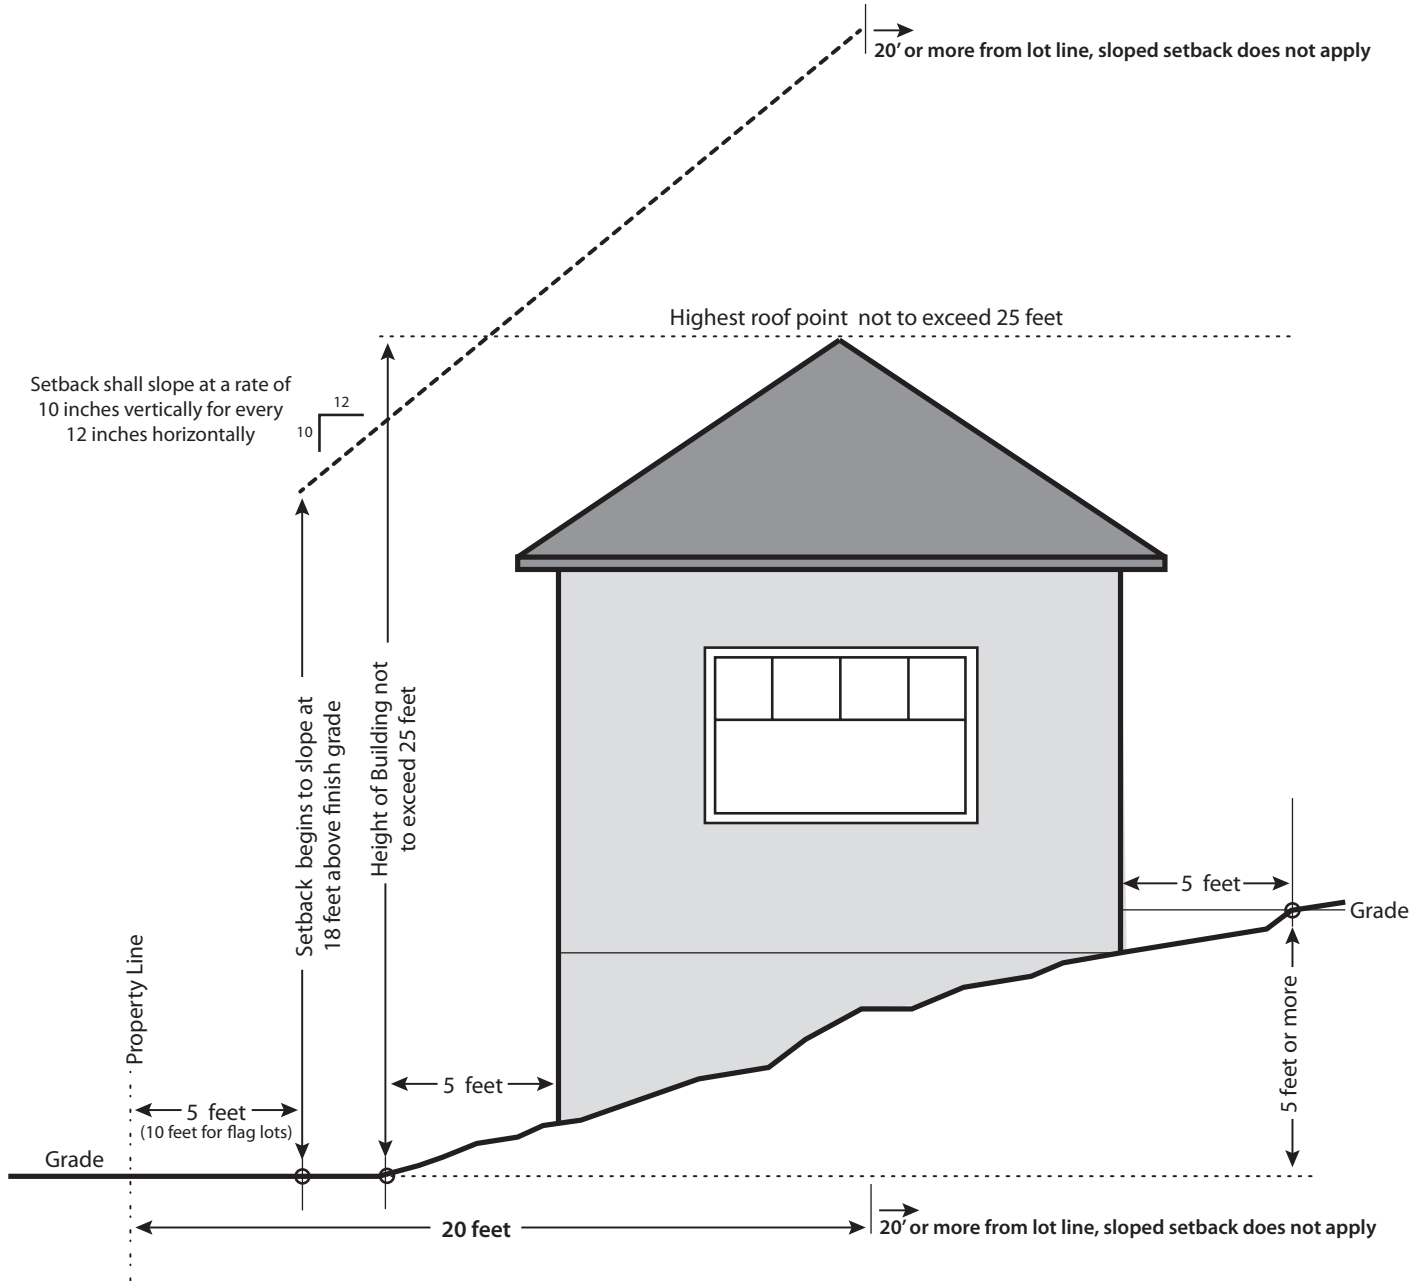 20' or more from lot line, sloped setback does not apply
Highest roof point not to exceed 25 feet
Setback shall slope at a rate of
10 inches vertically for every
12 inches horizontally
12
10
Setback begins to slope at
18 feet above finish grade
Height of Building not
to exceed 25 feet
5 feet
Grade
Property Line
5 feet or more
5 feet
5 feet
(10 feet for flag lots)
Grade
20 feet
20' or more from lot line, sloped setback does not apply